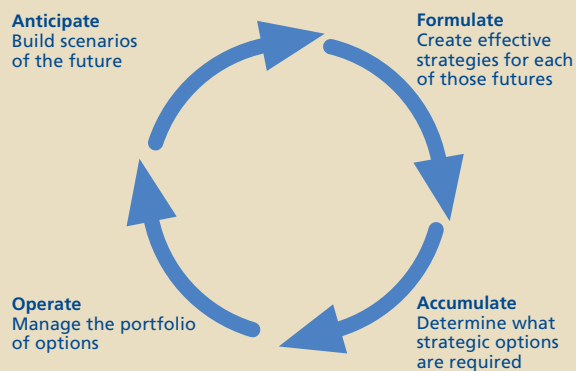 Anticipate
Build scenarios
of the future
Formulate
Create effective
strategies for each
of those futures
Operate
Manage the portfolio
of options
Accumulate
Determine what
strategic options
are required